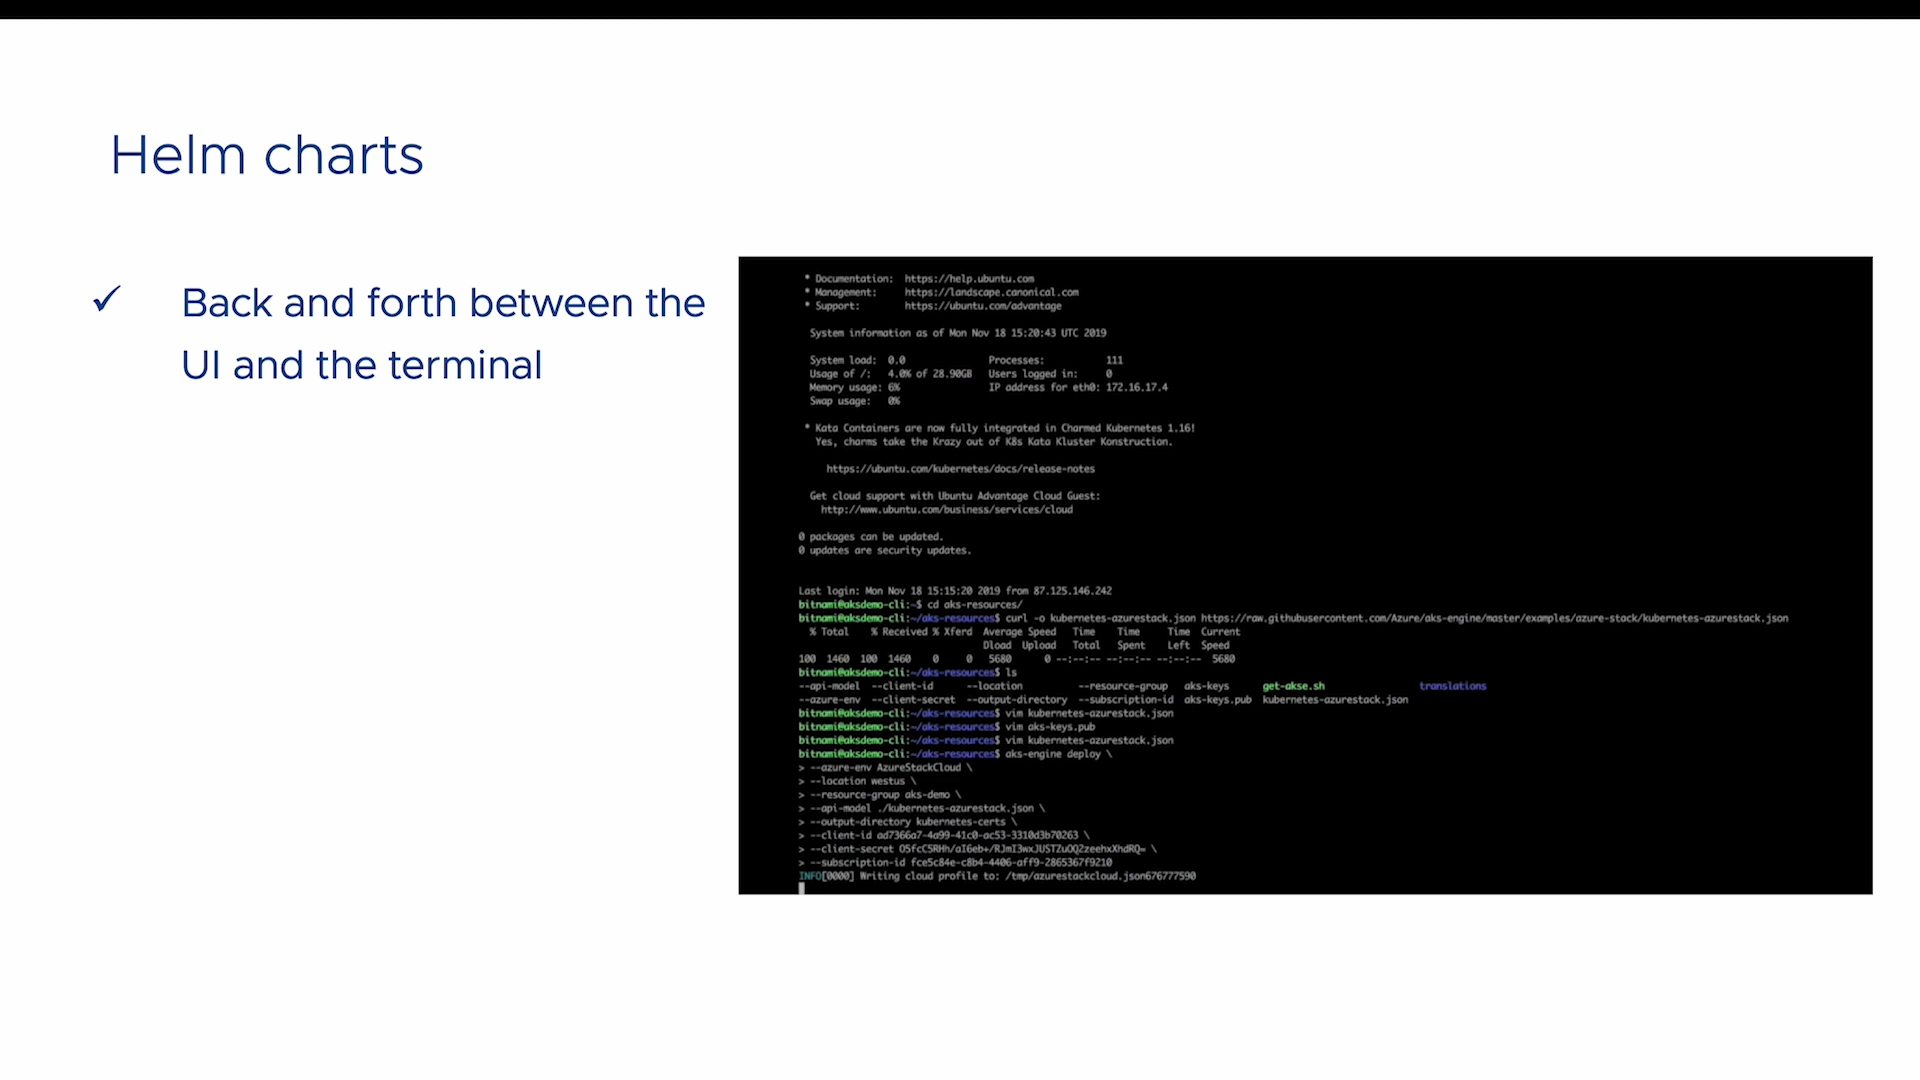 Helm charts
✓ Back and forth between the
UI and the terminal
* Documentation: https://help.ubuntu.com
* Management: https://landscape.canonical.com
* Support: https://ubuntu.com/advantage
System information as of Mon Nov 18 15:20:43 UTC 2019
System load: 0.0 Processes: 111
Usage of /: 4.0% of 28.90GB Users logged in: 0
Memory usage: 6% IP address for eth0: 172.16.17.4
Swap usage: 0%
* Kata Containers are now fully integrated in Charmed Kubernetes 1.16!
Yes, charms take the Krazy out of K8s Kata Kluster Konstruction.
https://ubuntu.com/kubernetes/docs/release-notes
Get cloud support with Ubuntu Advantage Cloud Guest:
http://www.ubuntu.com/business/services/cloud
0 packages can be updated.
0 updates are security updates.
Last login: Mon Nov 18 15:15:20 2019 from 87.125.146.242
bitnami@aksdemo-cli:~$ cd aks-resources/
bitnami@aksdemo-cli:~/aks-resources$ curl -o kubernetes-azurestack.json https://raw.githubusercontent.com/Azure/aks-engine/master/examples/azure-stack/kubernetes-azurestack.json
% Total % Received % Xferd Average Speed Time Time Time Current
Dload Upload Total Spent Left Speed
100 1460 100 1460 0 0 5680 0 --:--:-- --:--:-- --:--:-- 5680
bitnami@aksdemo-cli:~/aks-resources$ ls
--api-model --client-id --location --resource-group aks-keys get-akse.sh translations
--azure-env --client-secret --output-directory --subscription-id aks-keys.pub kubernetes-azurestack.json
bitnami@aksdemo-cli:~/aks-resources$ vim kubernetes-azurestack.json
bitnami@aksdemo-cli:~/aks-resources$ vim aks-keys.pub
bitnami@aksdemo-cli:~/aks-resources$ vim kubernetes-azurestack.json
bitnami@aksdemo-cli:~/aks-resources$ aks-engine deploy \
> --azure-env AzureStackCloud \
> --location westus \
> --resource-group aks-demo \
> --api-model ./kubernetes-azurestack.json \
> --output-directory kubernetes-certs \
> --client-id ad7366a7-4a99-41c0-ac53-3310d3b70263 \
> --client-secret O5fcC5RHh/aI6eb+/RJmI3wxJUSTZuOQ2zeehxXhdRQ= \
> --subscription-id fce5c84e-c8b4-4406-aff9-2865367f9210
INFO[0000] Writing cloud profile to: /tmp/azurestackcloud.json676777590